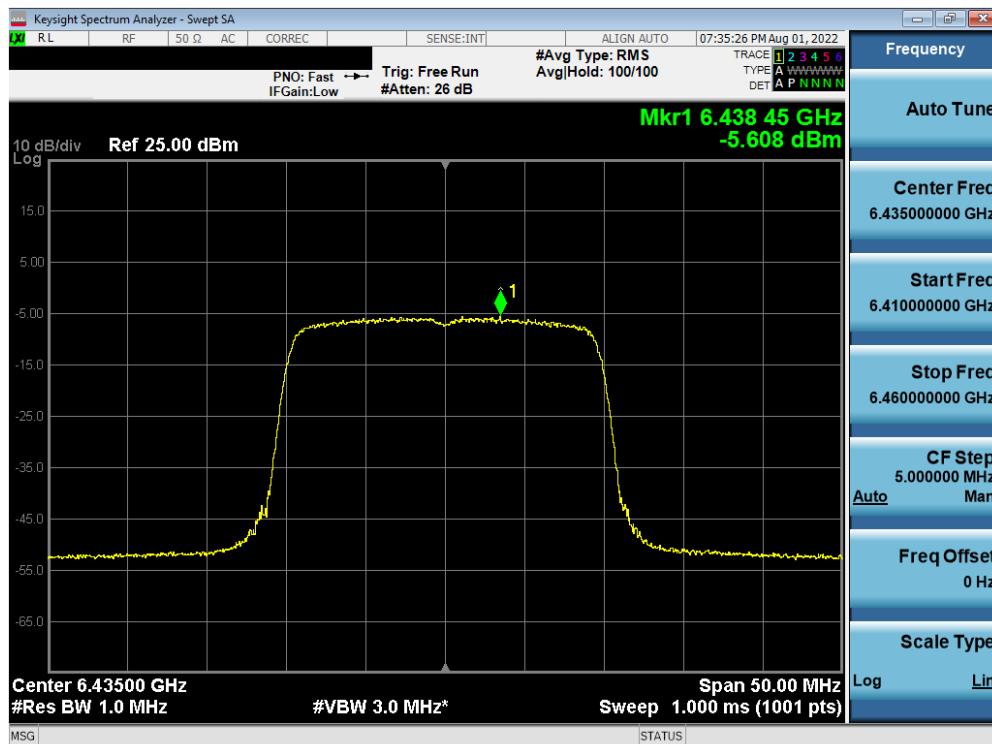 Keysight Spectrum Analyzer - Swept SA
LXI RL RF 50 Ω AC CORREC SENSE:INT ALIGN AUTO 07:35:26 PM Aug 01, 2022
PNO: Fast
IFGain:Low
Trig: Free Run
#Atten: 26 dB
#Avg Type: RMS
Avg|Hold: 100/100
TRACE 1 2 3 4 5 6
TYPE A WWWWW
DET A P N N N N
Mkr1 6.438 45 GHz
-5.608 dBm
10 dB/div Ref 25.00 dBm
Log
15.0
5.00
1
-5.00
-15.0
-25.0
-35.0
-45.0
-55.0
-65.0
Center 6.43500 GHz Span 50.00 MHz
#Res BW 1.0 MHz #VBW 3.0 MHz* Sweep 1.000 ms (1001 pts)
MSG STATUS
Frequency
Auto Tune
Center Freq
6.435000000 GHz
Start Freq
6.410000000 GHz
Stop Freq
6.460000000 GHz
CF Step
5.000000 MHz
Auto Man
Freq Offset
0 Hz
Scale Type
Log Lin